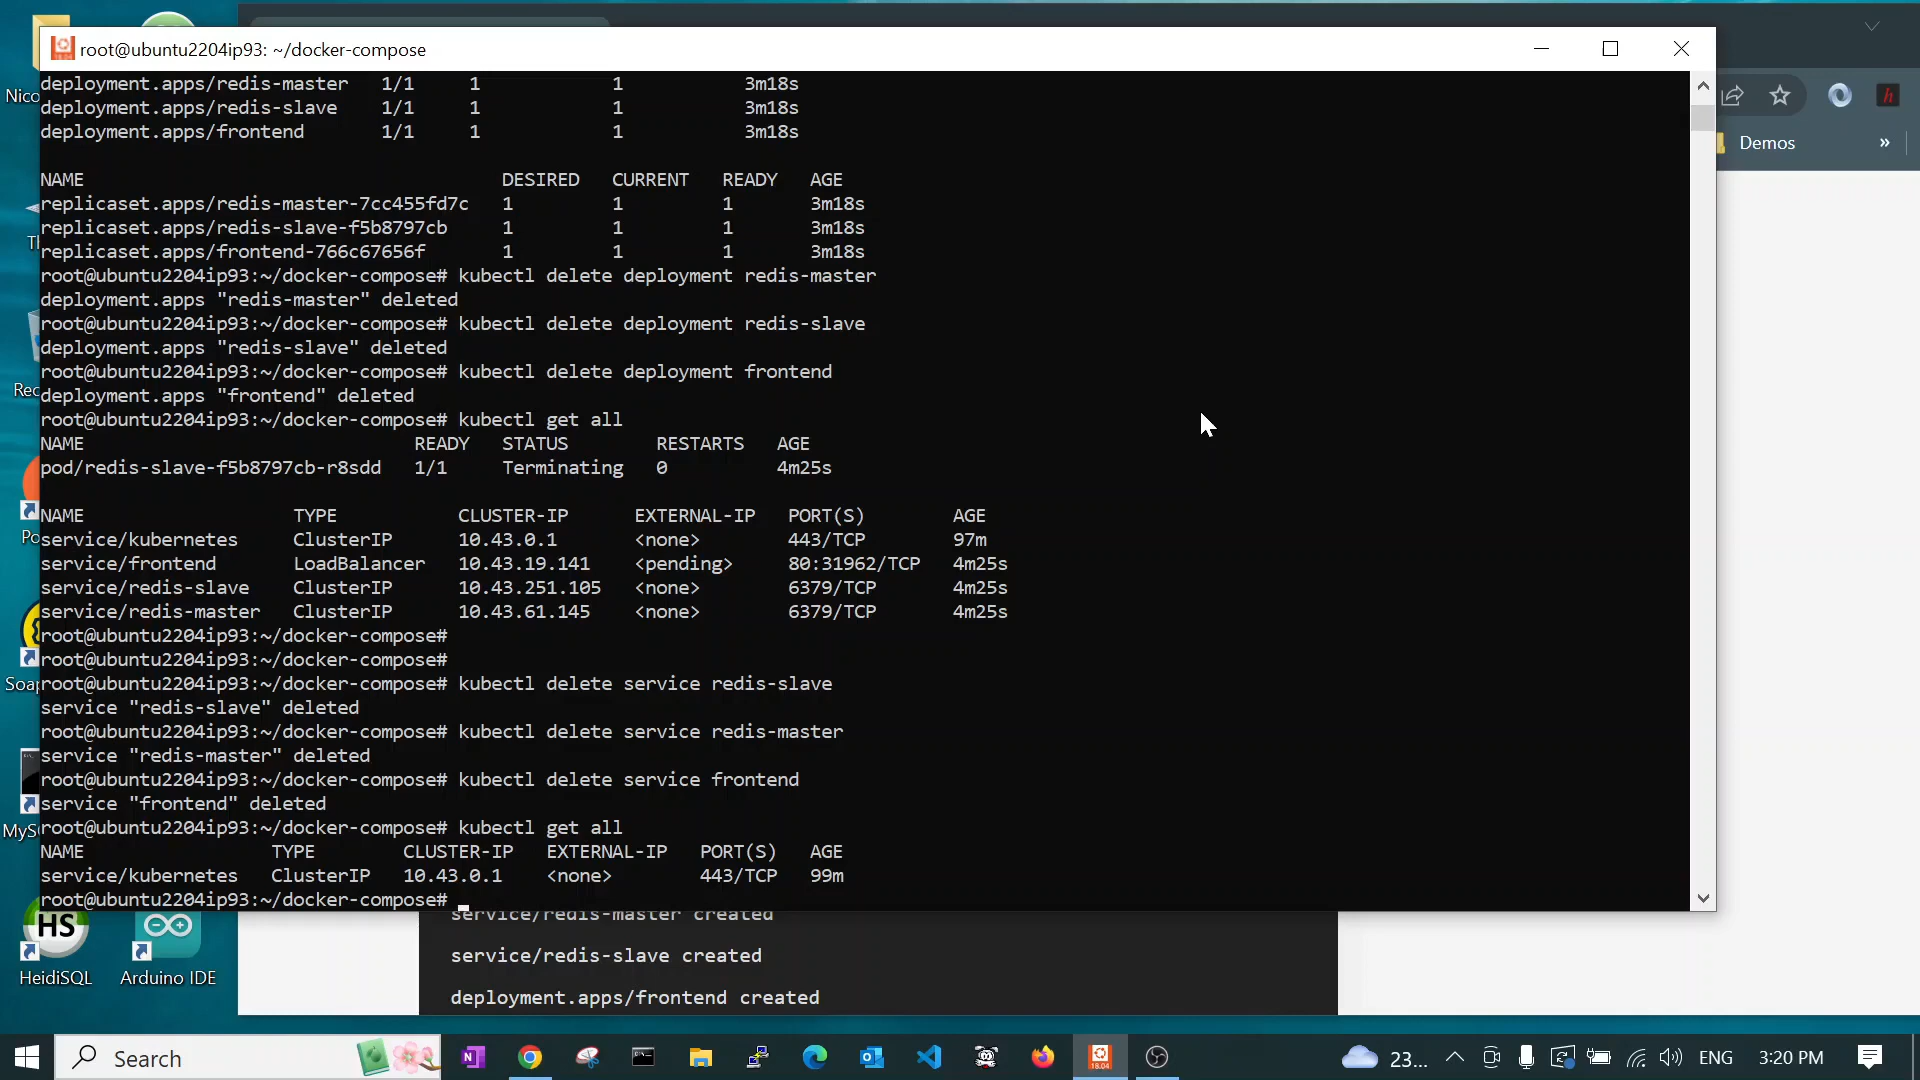 root@ubuntu2204ip93: ~/docker-compose
deployment.apps/redis-master   1/1     1            1           3m18s
deployment.apps/redis-slave    1/1     1            1           3m18s
deployment.apps/frontend       1/1     1            1           3m18s
NAME                                      DESIRED   CURRENT   READY   AGE
replicaset.apps/redis-master-7cc455fd7c   1         1         1       3m18s
replicaset.apps/redis-slave-f5b8797cb     1         1         1       3m18s
replicaset.apps/frontend-766c67656f       1         1         1       3m18s
root@ubuntu2204ip93:~/docker-compose# kubectl delete deployment redis-master
deployment.apps "redis-master" deleted
root@ubuntu2204ip93:~/docker-compose# kubectl delete deployment redis-slave
deployment.apps "redis-slave" deleted
root@ubuntu2204ip93:~/docker-compose# kubectl delete deployment frontend
deployment.apps "frontend" deleted
root@ubuntu2204ip93:~/docker-compose# kubectl get all
NAME                              READY   STATUS        RESTARTS   AGE
pod/redis-slave-f5b8797cb-r8sdd   1/1     Terminating   0          4m25s
NAME                   TYPE           CLUSTER-IP      EXTERNAL-IP   PORT(S)        AGE
service/kubernetes     ClusterIP      10.43.0.1       <none>        443/TCP        97m
service/frontend       LoadBalancer   10.43.19.141    <pending>     80:31962/TCP   4m25s
service/redis-slave    ClusterIP      10.43.251.105   <none>        6379/TCP       4m25s
service/redis-master   ClusterIP      10.43.61.145    <none>        6379/TCP       4m25s
root@ubuntu2204ip93:~/docker-compose#
root@ubuntu2204ip93:~/docker-compose#
root@ubuntu2204ip93:~/docker-compose# kubectl delete service redis-slave
service "redis-slave" deleted
root@ubuntu2204ip93:~/docker-compose# kubectl delete service redis-master
service "redis-master" deleted
root@ubuntu2204ip93:~/docker-compose# kubectl delete service frontend
service "frontend" deleted
root@ubuntu2204ip93:~/docker-compose# kubectl get all
NAME                 TYPE        CLUSTER-IP   EXTERNAL-IP   PORT(S)   AGE
service/kubernetes   ClusterIP   10.43.0.1    <none>        443/TCP   99m
root@ubuntu2204ip93:~/docker-compose#
service/redis-master created
service/redis-slave created
deployment.apps/frontend created
Demos »
HS
HeidiSQL
Arduino IDE
Search
18.04
23...
ENG
3:20 PM